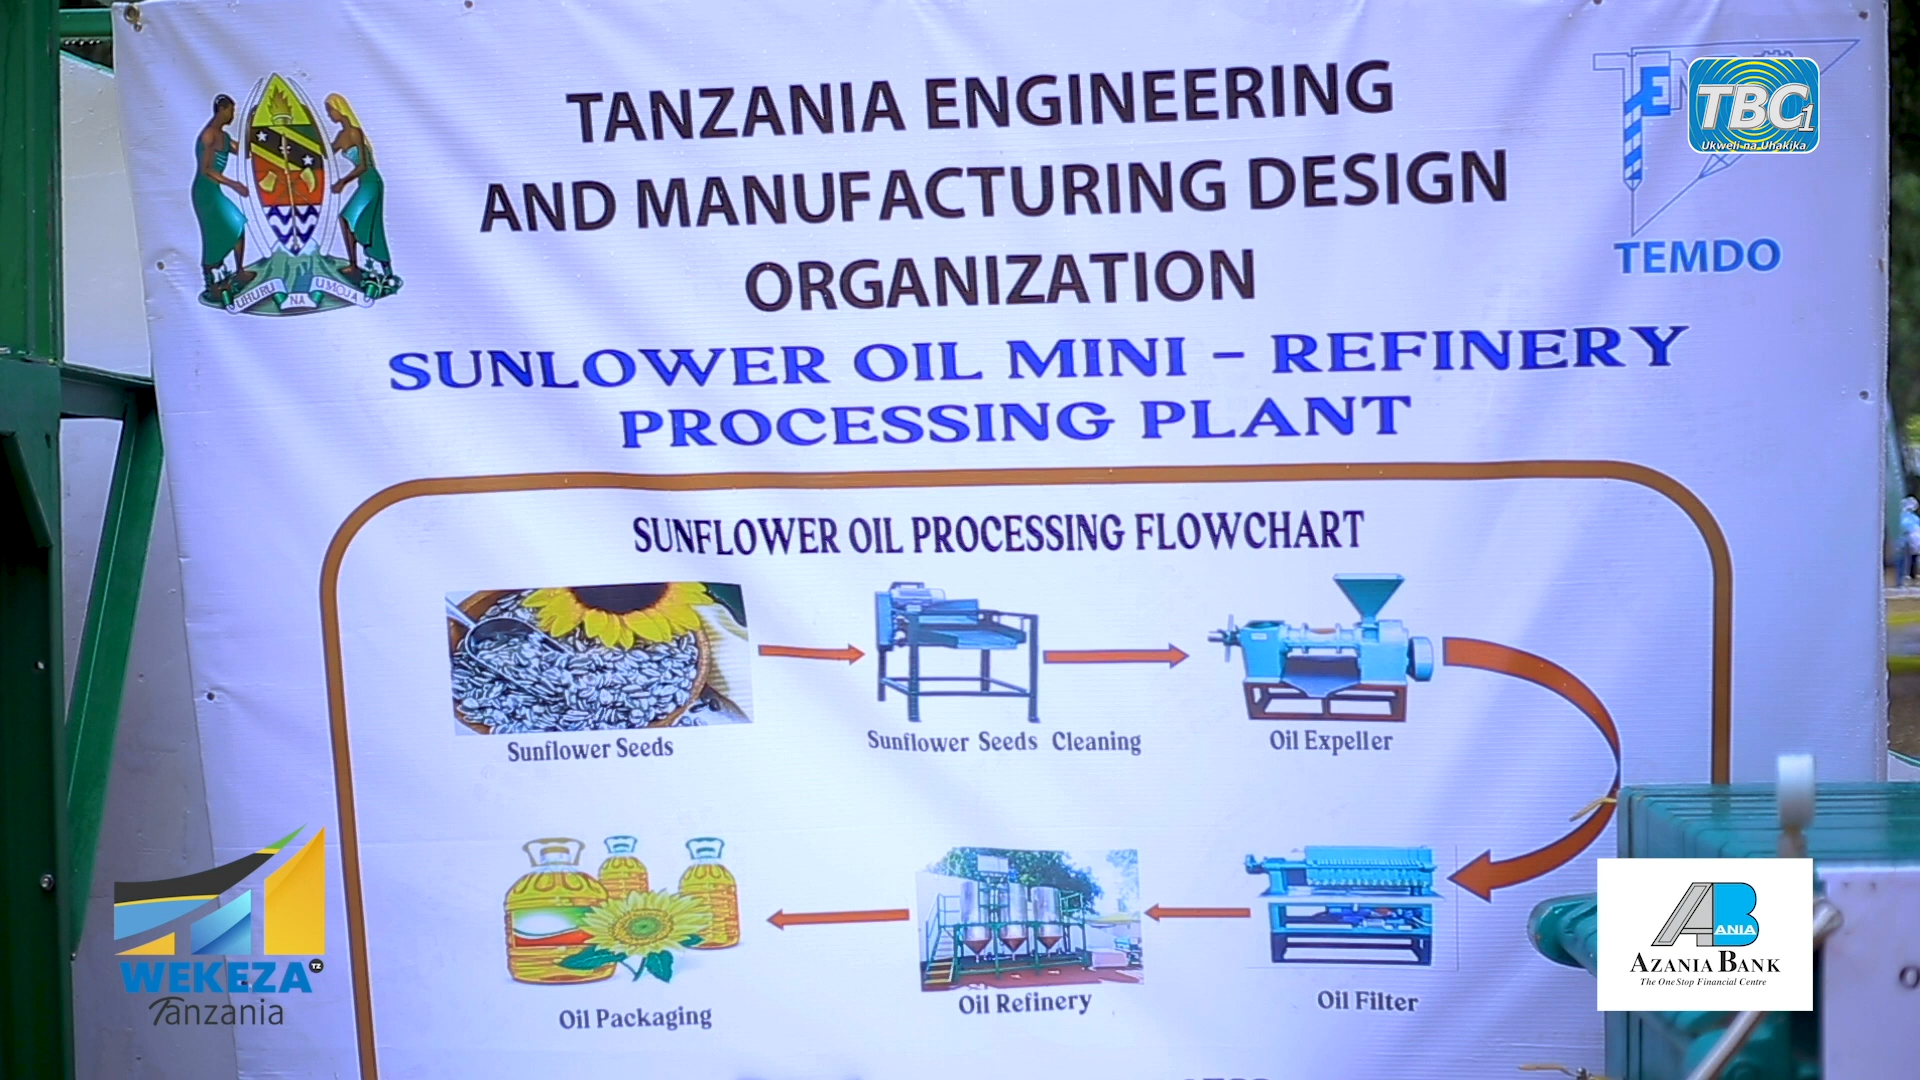 TANZANIA ENGINEERING
AND MANUFACTURING DESIGN
ORGANIZATION
TEMDO
TBC1
Ukweli na Uhakika
UHURU NA UMOJA
SUNLOWER OIL MINI - REFINERY
PROCESSING PLANT
SUNFLOWER OIL PROCESSING FLOWCHART
Sunflower Seeds
Sunflower Seeds Cleaning
Oil Expeller
Oil Packaging
Oil Refinery
Oil Filter
WEKEZA TZ
Tanzania
ABANIA
AZANIA BANK
The One Stop Financial Centre